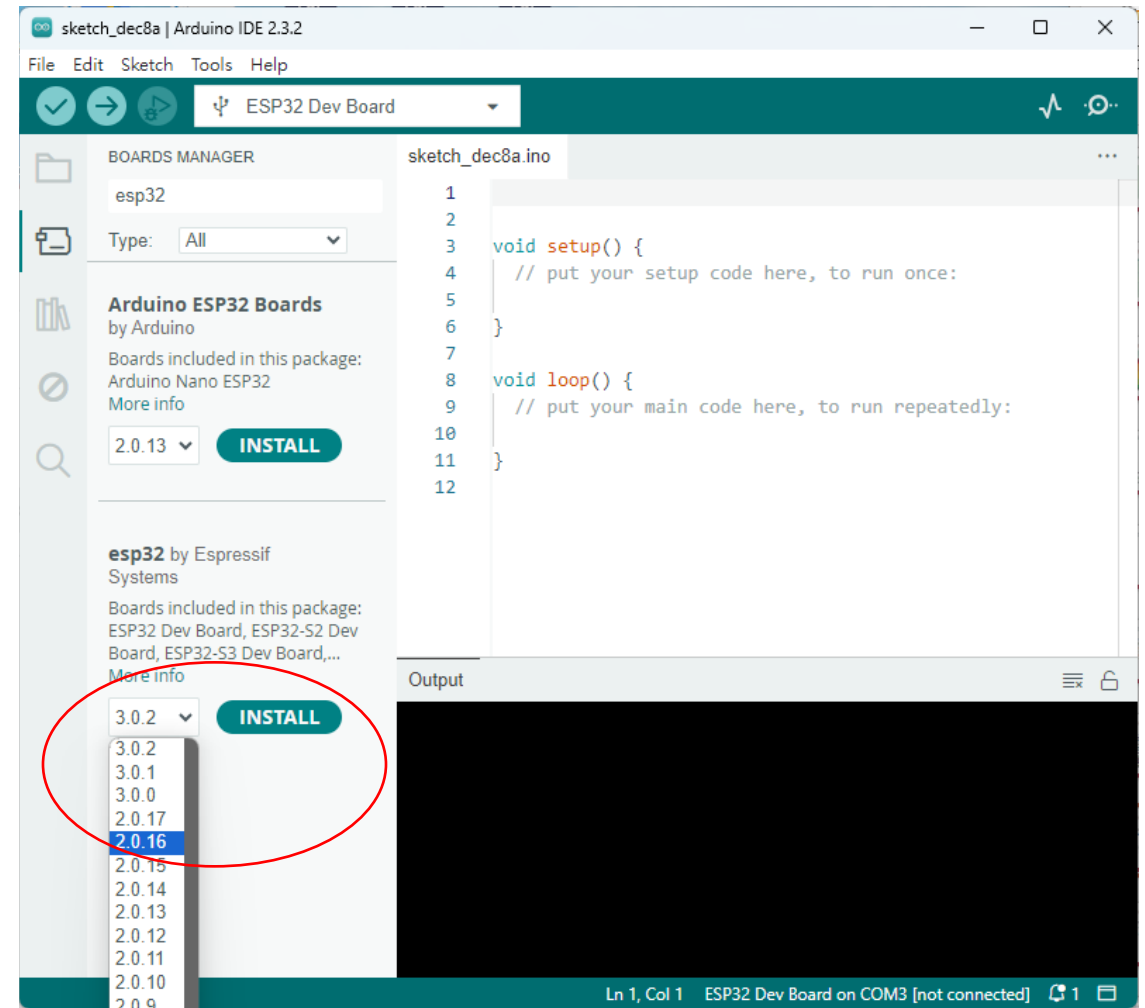 sketch_dec8a | Arduino IDE 2.3.2
File Edit Sketch Tools Help
ESP32 Dev Board
BOARDS MANAGER
esp32
Type: All
Arduino ESP32 Boards
by Arduino
Boards included in this package:
Arduino Nano ESP32
More info
2.0.13 INSTALL
esp32 by Espressif
Systems
Boards included in this package:
ESP32 Dev Board, ESP32-S2 Dev
Board, ESP32-S3 Dev Board,...
More info
3.0.2 INSTALL
3.0.2
3.0.1
3.0.0
2.0.17
2.0.16
2.0.15
2.0.14
2.0.13
2.0.12
2.0.11
2.0.10
2.0.9
sketch_dec8a.ino
1
2
3 void setup() {
4 // put your setup code here, to run once:
5
6 }
7
8 void loop() {
9 // put your main code here, to run repeatedly:
10
11 }
12
Output
Ln 1, Col 1 ESP32 Dev Board on COM3 [not connected] 1